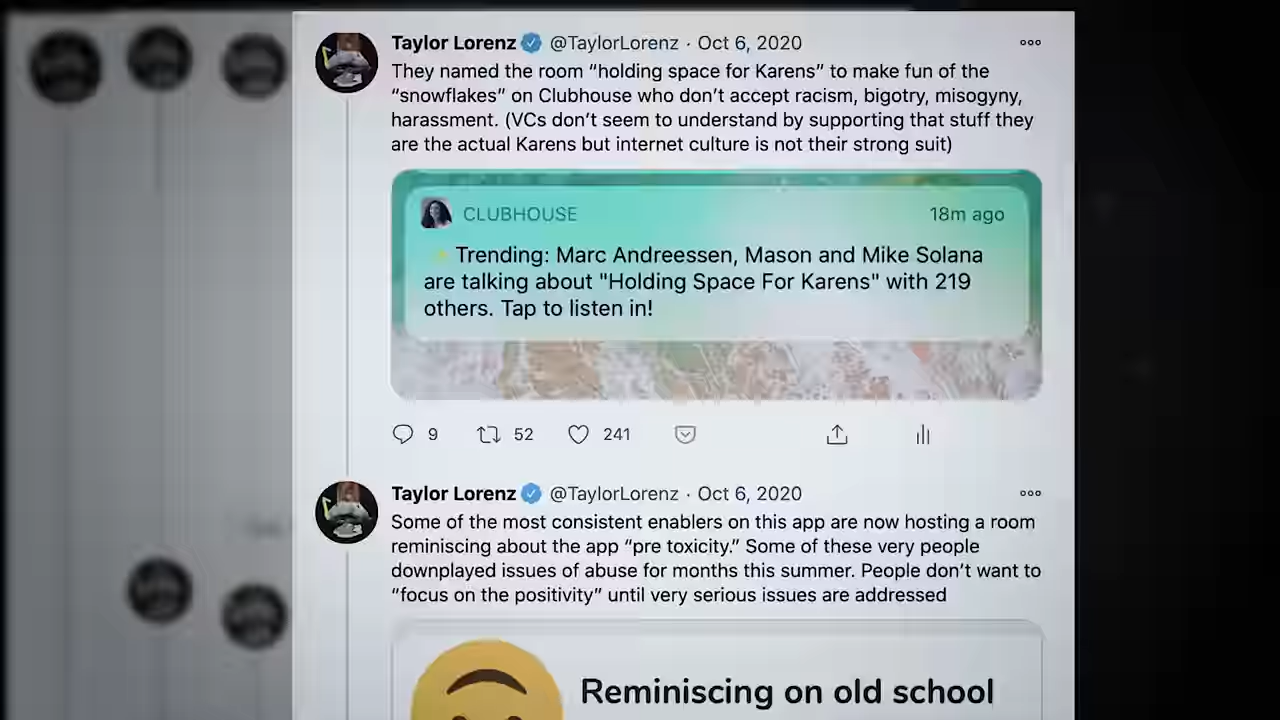 Taylor Lorenz @TaylorLorenz · Oct 6, 2020
They named the room “holding space for Karens” to make fun of the
“snowflakes” on Clubhouse who don’t accept racism, bigotry, misogyny,
harassment. (VCs don’t seem to understand by supporting that stuff they
are the actual Karens but internet culture is not their strong suit)
CLUBHOUSE 18m ago
Trending: Marc Andreessen, Mason and Mike Solana
are talking about "Holding Space For Karens" with 219
others. Tap to listen in!
9 52 241
Taylor Lorenz @TaylorLorenz · Oct 6, 2020
Some of the most consistent enablers on this app are now hosting a room
reminiscing about the app “pre toxicity.” Some of these very people
downplayed issues of abuse for months this summer. People don’t want to
“focus on the positivity” until very serious issues are addressed
Reminiscing on old school